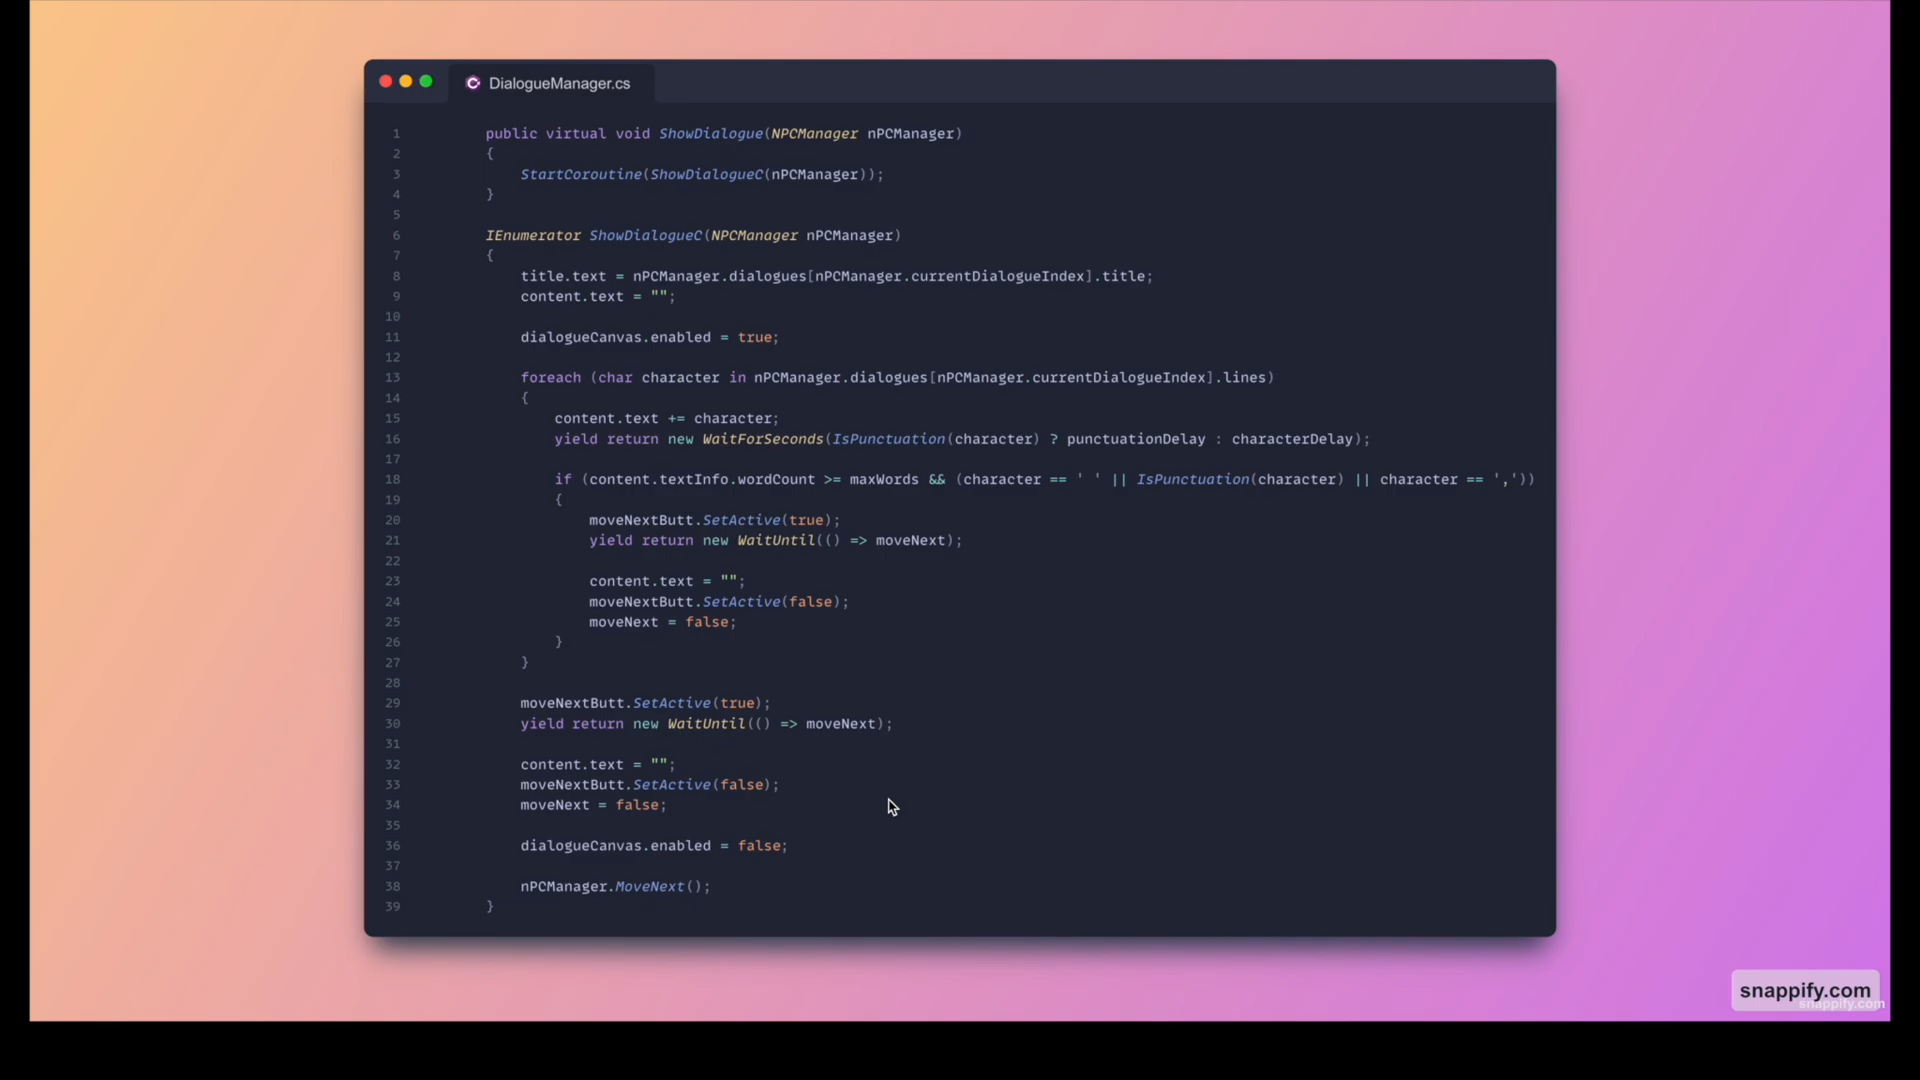 DialogueManager.cs
1 public virtual void ShowDialogue(NPCManager nPCManager)
2 {
3 StartCoroutine(ShowDialogueC(nPCManager));
4 }
5
6 IEnumerator ShowDialogueC(NPCManager nPCManager)
7 {
8 title.text = nPCManager.dialogues[nPCManager.currentDialogueIndex].title;
9 content.text = "";
10
11 dialogueCanvas.enabled = true;
12
13 foreach (char character in nPCManager.dialogues[nPCManager.currentDialogueIndex].lines)
14 {
15 content.text += character;
16 yield return new WaitForSeconds(IsPunctuation(character) ? punctuationDelay : characterDelay);
17
18 if (content.textInfo.wordCount >= maxWords && (character == ' ' || IsPunctuation(character) || character == ','))
19 {
20 moveNextButt.SetActive(true);
21 yield return new WaitUntil(() => moveNext);
22
23 content.text = "";
24 moveNextButt.SetActive(false);
25 moveNext = false;
26 }
27 }
28
29 moveNextButt.SetActive(true);
30 yield return new WaitUntil(() => moveNext);
31
32 content.text = "";
33 moveNextButt.SetActive(false);
34 moveNext = false;
35
36 dialogueCanvas.enabled = false;
37
38 nPCManager.MoveNext();
39 }
snappify.com
snappify.com